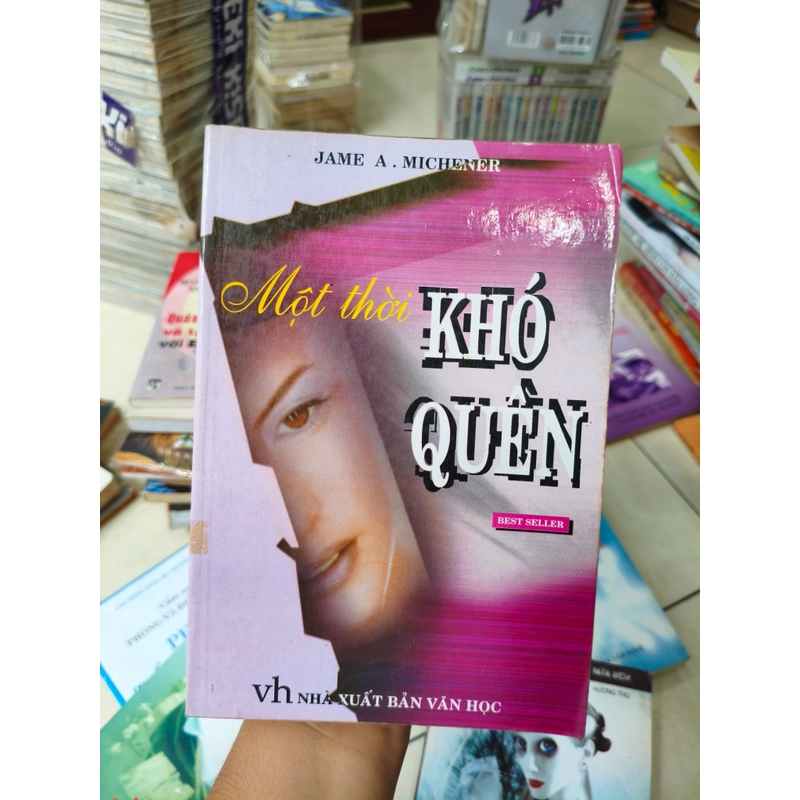 JAME A. MICHENER
Một thời
KHÓ
QUÊN
BEST SELLER
vh NHÀ XUẤT BẢN VĂN HỌC